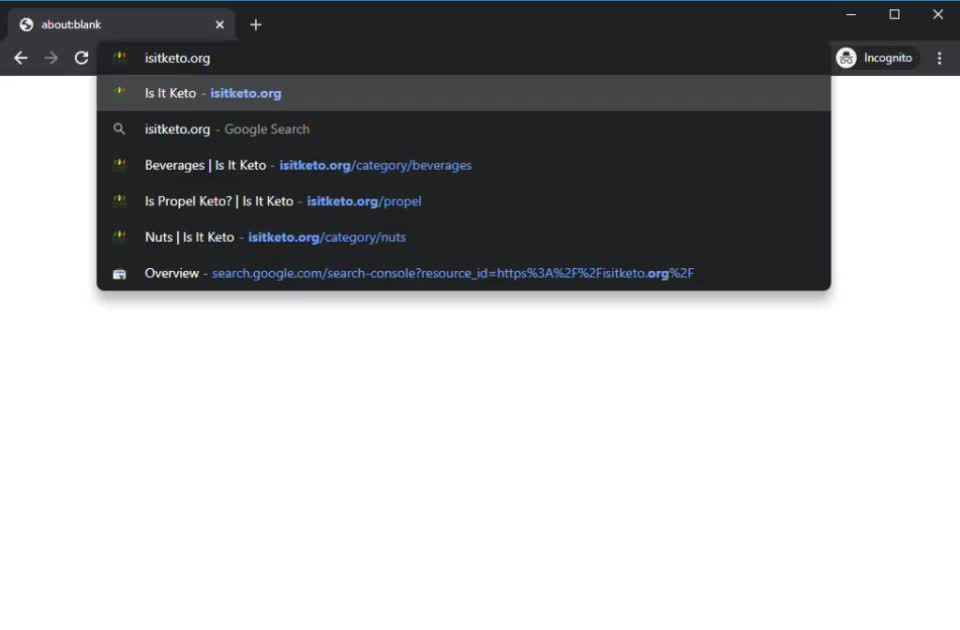 about:blank
isitketo.org
Incognito
Is It Keto - isitketo.org
isitketo.org - Google Search
Beverages | Is It Keto - isitketo.org/category/beverages
Is Propel Keto? | Is It Keto - isitketo.org/propel
Nuts | Is It Keto - isitketo.org/category/nuts
Overview - search.google.com/search-console?resource_id=https%3A%2F%2Fisitketo.org%2F